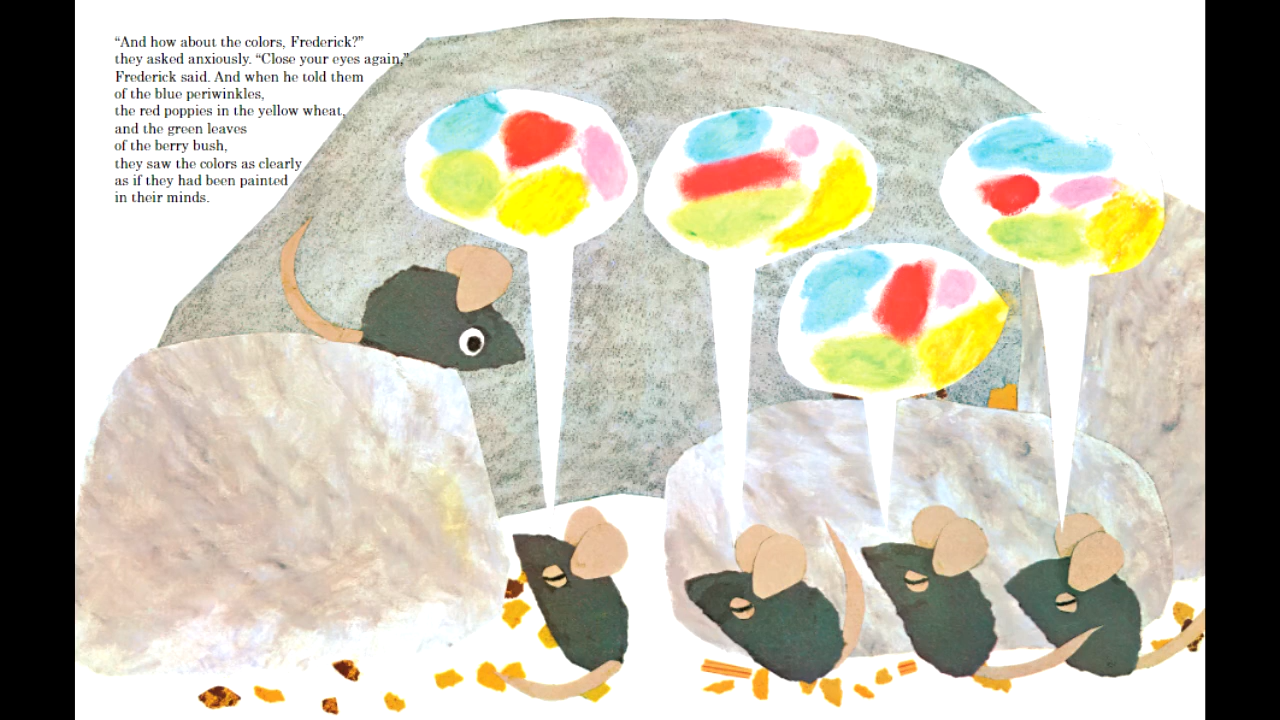 “And how about the colors, Frederick?”
they asked anxiously. “Close your eyes again,”
Frederick said. And when he told them
of the blue periwinkles,
the red poppies in the yellow wheat,
and the green leaves
of the berry bush,
they saw the colors as clearly
as if they had been painted
in their minds.